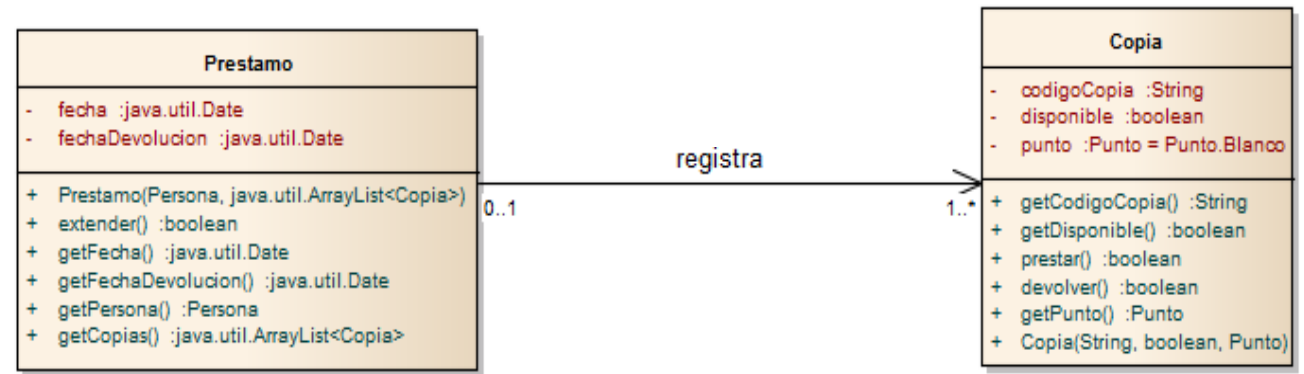 Prestamo
- fecha :java.util.Date
- fechaDevolucion :java.util.Date
+ Prestamo(Persona, java.util.ArrayList<Copia>)
+ extender() :boolean
+ getFecha() :java.util.Date
+ getFechaDevolucion() :java.util.Date
+ getPersona() :Persona
+ getCopias() :java.util.ArrayList<Copia>
registra
0..1
1..*
Copia
- codigoCopia :String
- disponible :boolean
- punto :Punto = Punto.Blanco
+ getCodigoCopia() :String
+ getDisponible() :boolean
+ prestar() :boolean
+ devolver() :boolean
+ getPunto() :Punto
+ Copia(String, boolean, Punto)